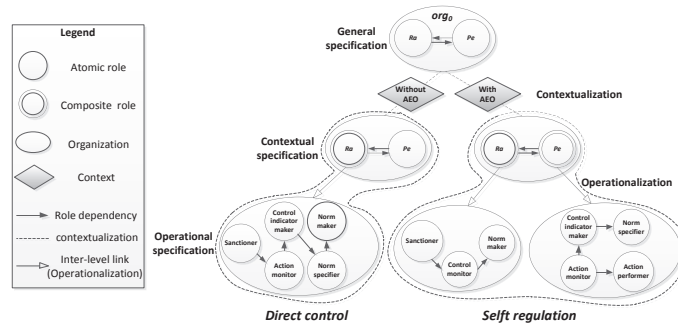 Legend
Atomic role
Composite role
Organization
Context
Role dependency
contextualization
Inter-level link
(Operationalization)
General
specification
org0
Ra
Pe
Without
AEO
With
AEO
Contextualization
Contextual
specification
Ra
Pe
Ra
Pe
Operationalization
Operational
specification
Sanctioner
Control
indicator
maker
Norm
maker
Action
monitor
Norm
specifier
Sanctioner
Control
monitor
Norm
maker
Control
indicator
maker
Norm
specifier
Action
monitor
Action
performer
Direct control
Selft regulation